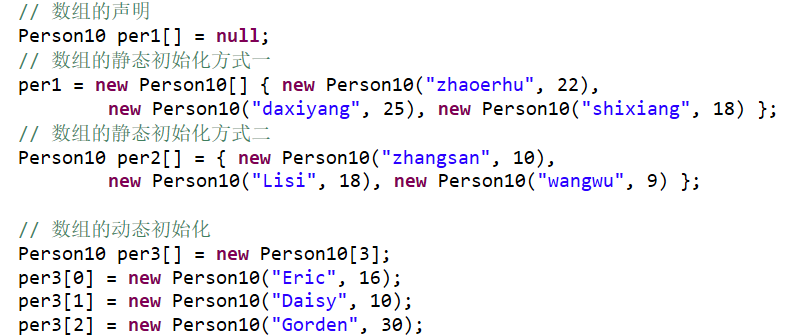 // 数组的声明
Person10 per1[] = null;
// 数组的静态初始化方式一
per1 = new Person10[] { new Person10("zhaoerhu", 22),
new Person10("daxiyang", 25), new Person10("shixiang", 18) };
// 数组的静态初始化方式二
Person10 per2[] = { new Person10("zhangsan", 10),
new Person10("Lisi", 18), new Person10("wangwu", 9) };
// 数组的动态初始化
Person10 per3[] = new Person10[3];
per3[0] = new Person10("Eric", 16);
per3[1] = new Person10("Daisy", 10);
per3[2] = new Person10("Gorden", 30);